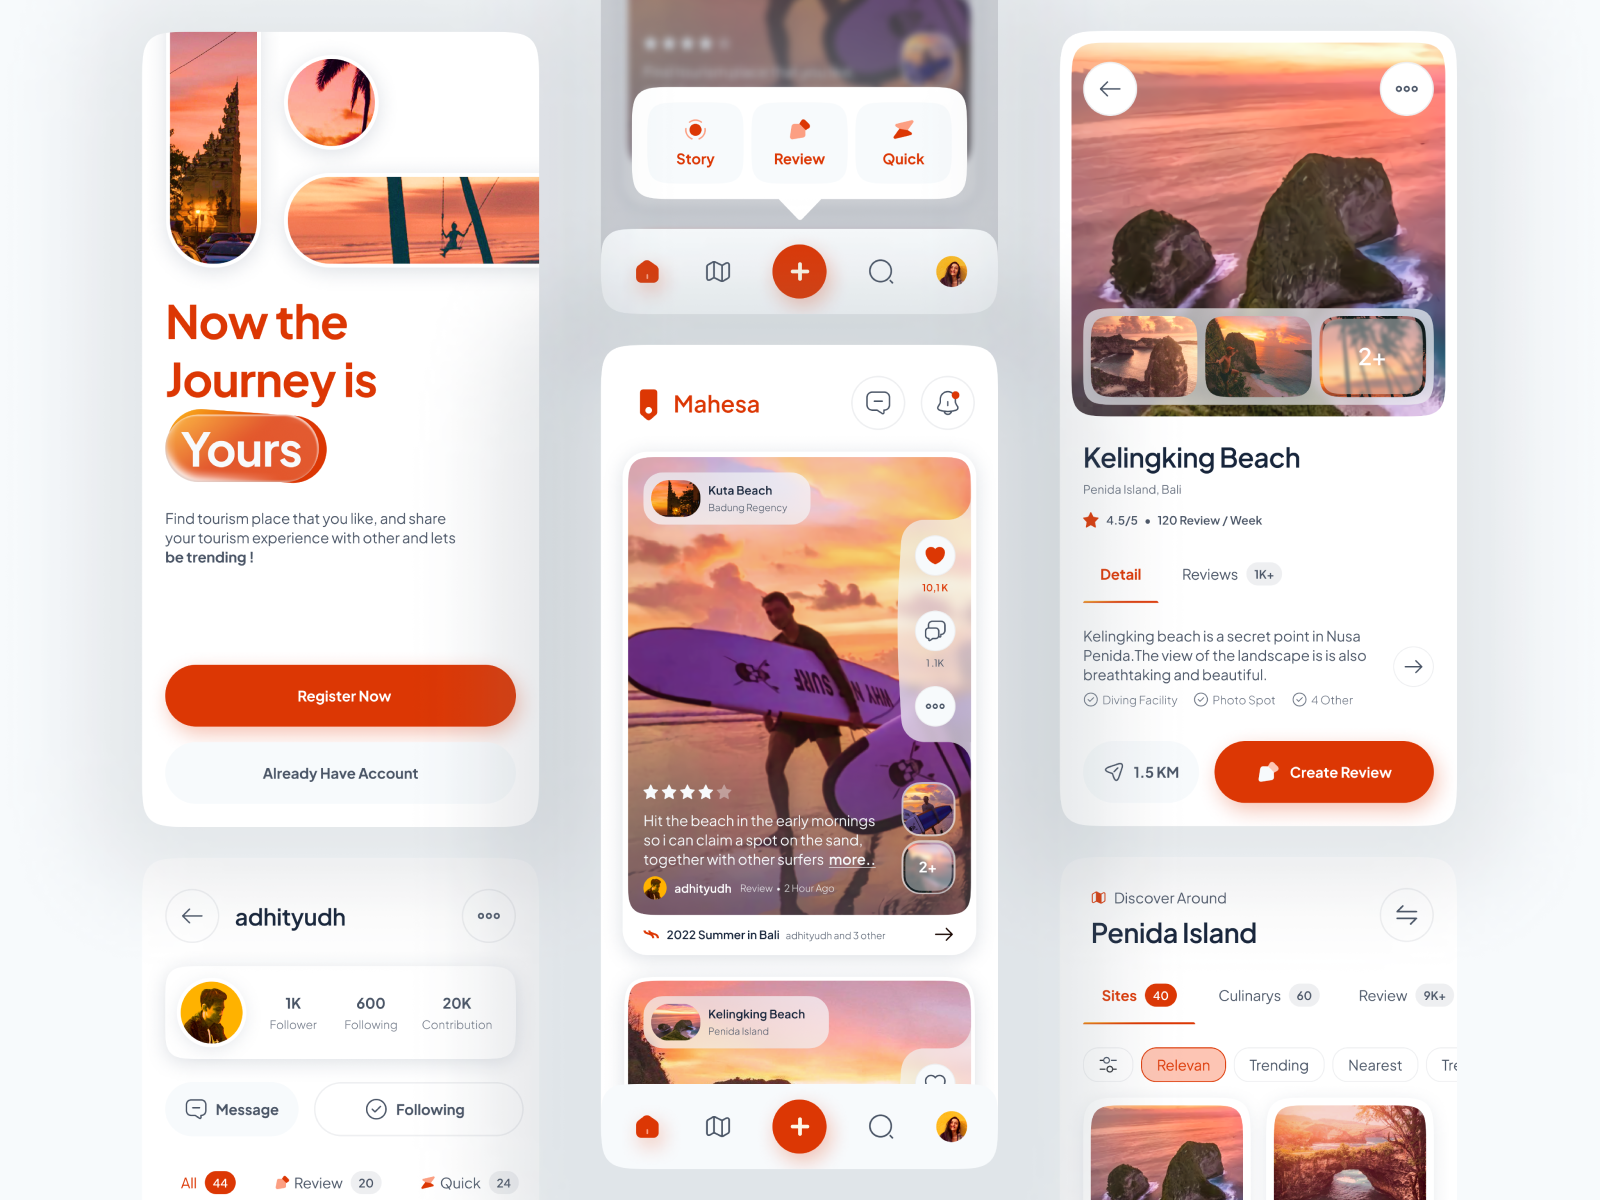 Now the
Journey is
Yours
Find tourism place that you like, and share
your tourism experience with other and lets
be trending !
Register Now
Already Have Account
adhityudh
1K
Follower
600
Following
20K
Contribution
Message
Following
All 44
Review 20
Quick 24
Story
Review
Quick
Mahesa
Kuta Beach
Badung Regency
10,1K
1.1K
WHY NAW
SURF
Hit the beach in the early mornings
so i can claim a spot on the sand,
together with other surfers more..
2+
adhityudh Review • 2 Hour Ago
2022 Summer in Bali adhityudh and 3 other
Kelingking Beach
Penida Island
2+
Kelingking Beach
Penida Island, Bali
4.5/5 • 120 Review / Week
Detail
Reviews 1K+
Kelingking beach is a secret point in Nusa
Penida.The view of the landscape is is also
breathtaking and beautiful.
Diving Facility
Photo Spot
4 Other
1.5 KM
Create Review
Discover Around
Penida Island
Sites 40
Culinarys 60
Review 9K+
Relevan
Trending
Nearest
Tre